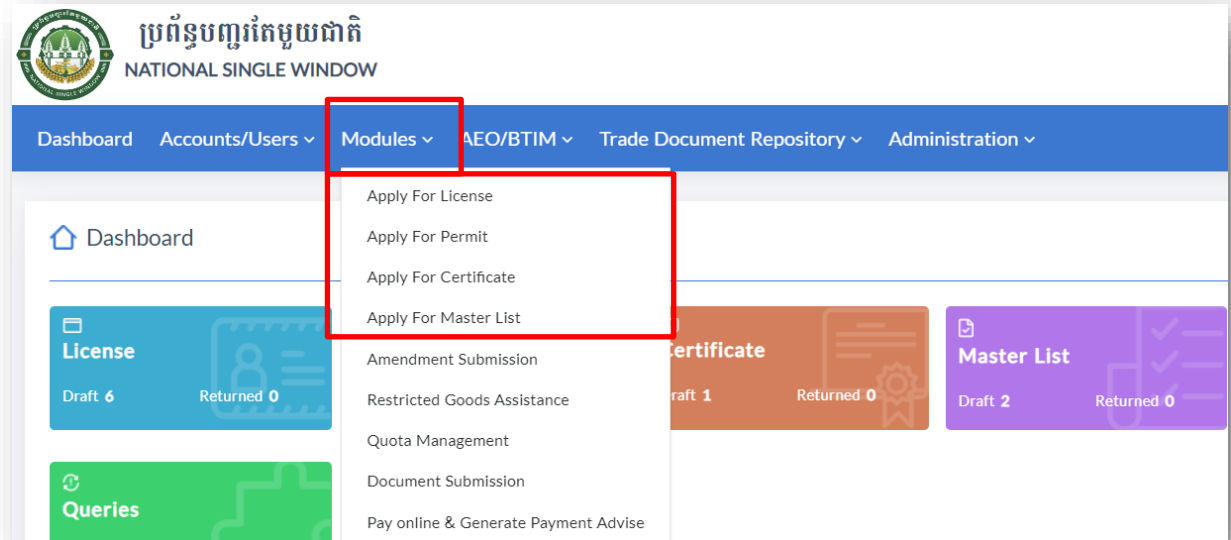 ប្រព័ន្ធបញ្ជរតែមួយជាតិ
NATIONAL SINGLE WINDOW
Dashboard Accounts/Users Modules AEO/BTIM Trade Document Repository Administration
Apply For License
Apply For Permit
Apply For Certificate
Apply For Master List
Amendment Submission
Restricted Goods Assistance
Quota Management
Document Submission
Pay online & Generate Payment Advise
Dashboard
License
Draft 6 Returned 0
Certificate
Draft 1 Returned 0
Master List
Draft 2 Returned 0
Queries